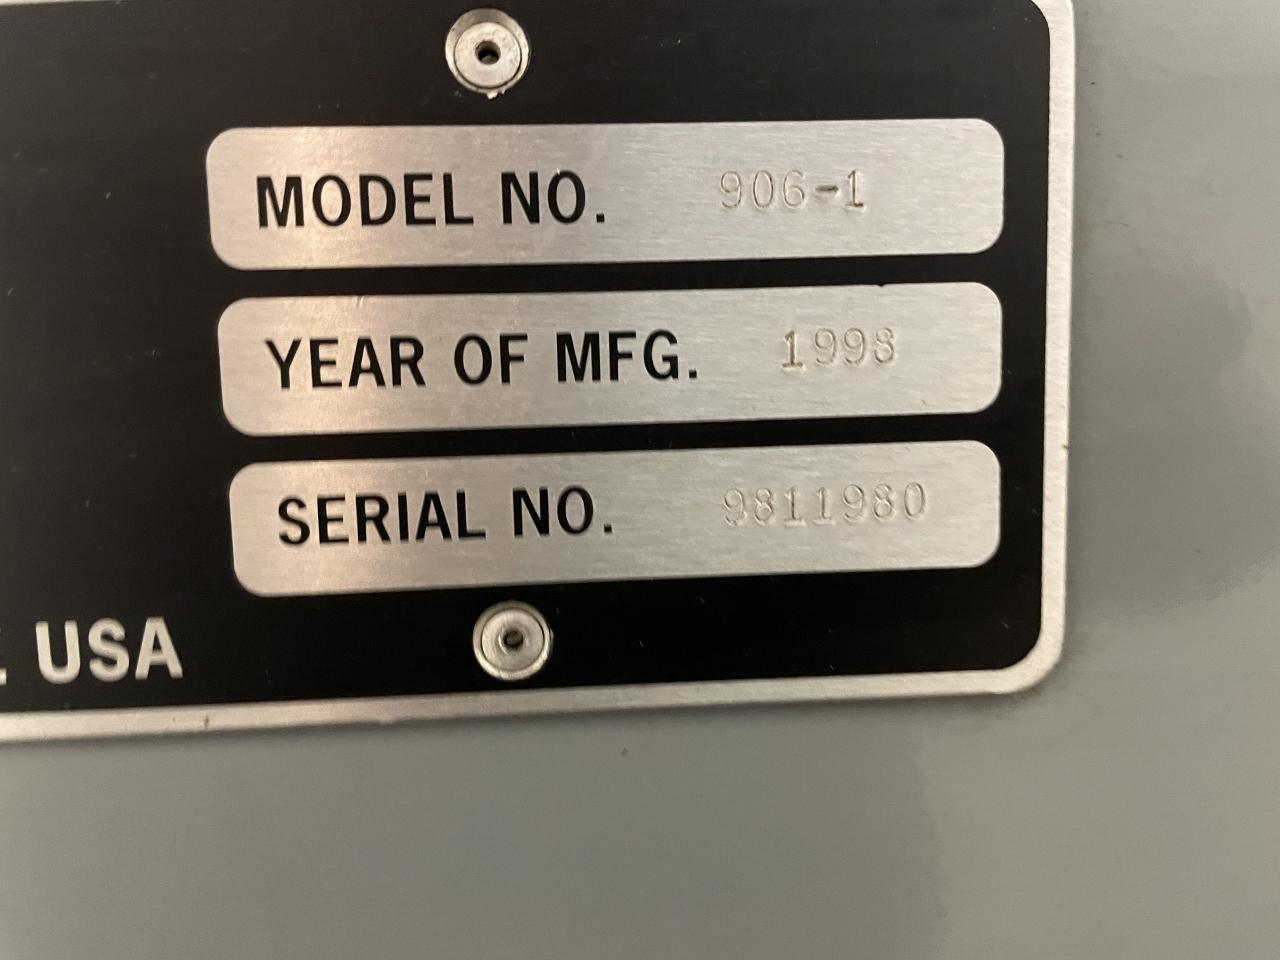 MODEL NO. 906-1
YEAR OF MFG. 1998
SERIAL NO. 9811980
USA